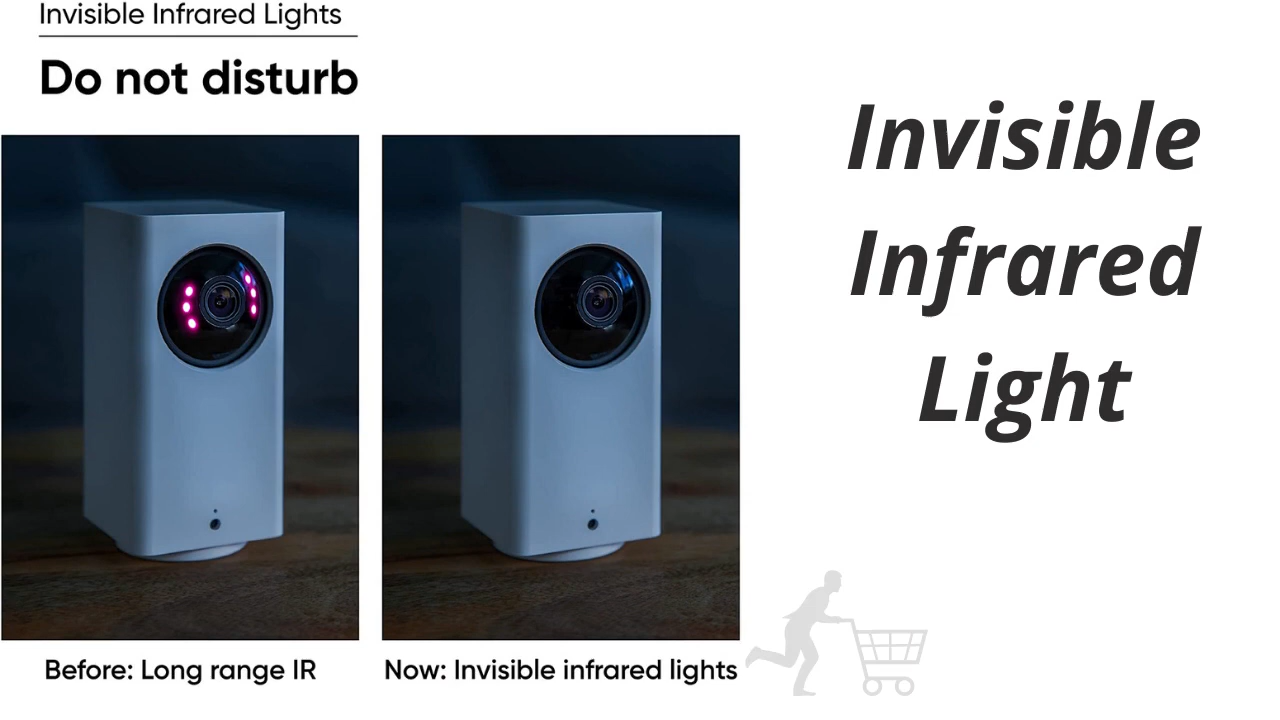 Invisible Infrared Lights
Do not disturb
Before: Long range IR
Now: Invisible infrared lights
Invisible
Infrared
Light